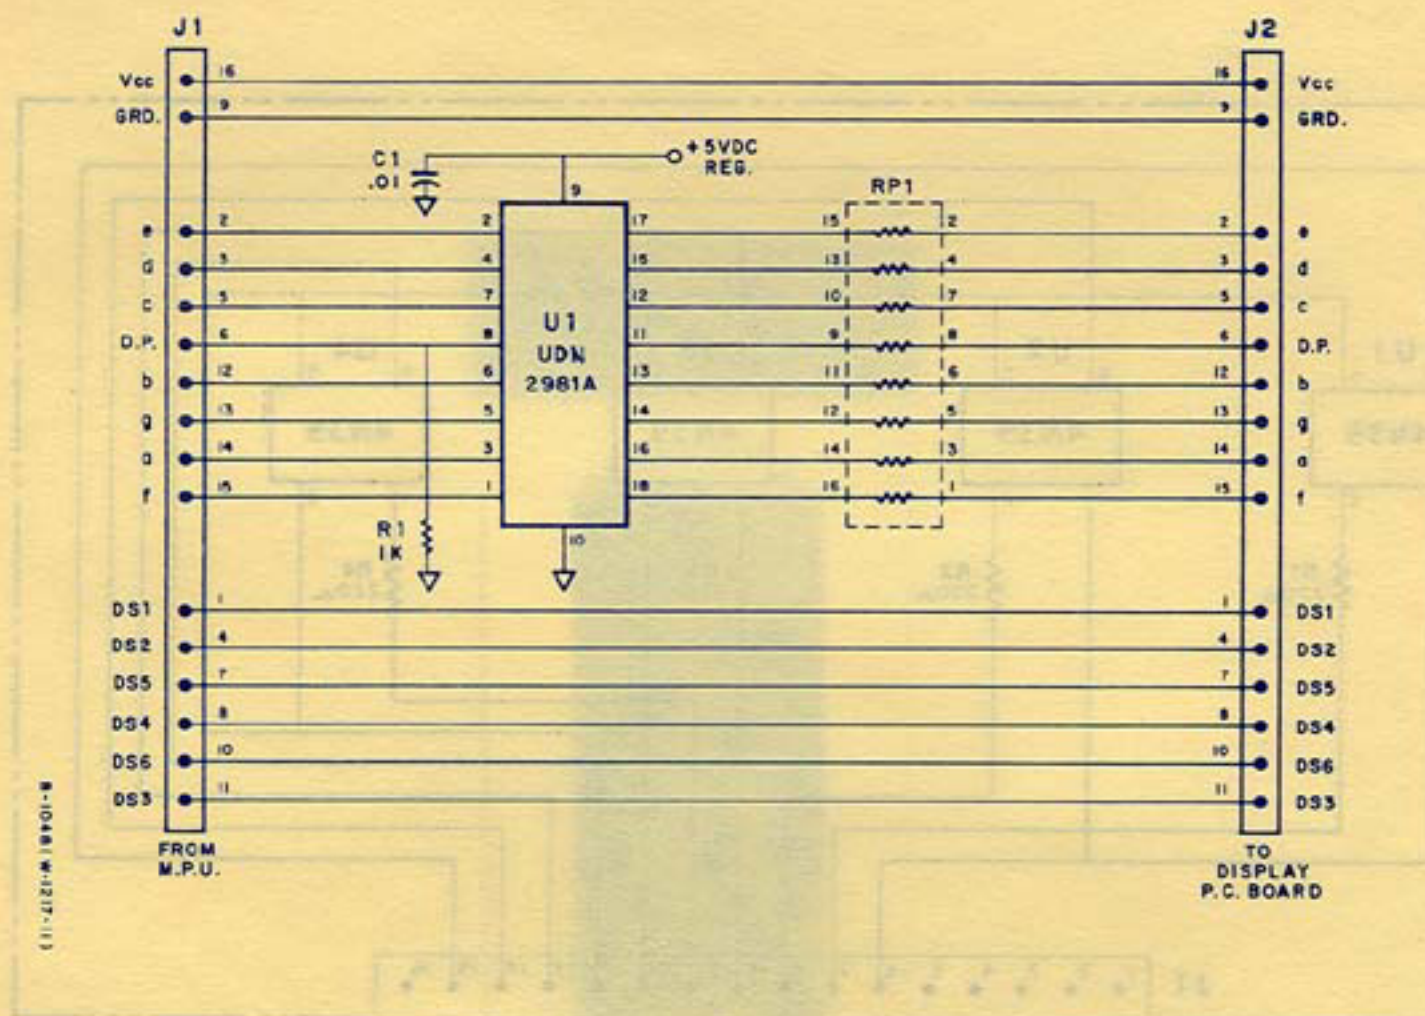 J1 J2
Vcc 16 16 Vcc
GRD. 9 9 GRD.
C1
.01
+5VDC
REG.
9
RP1
e 2 2 17 15 2 2 e
d 3 4 15 13 4 3 d
c 5 7 12 10 7 5 c
D.P. 6 8 11 9 8 6 D.P.
b 12 6 13 11 6 12 b
g 13 5 14 12 5 13 g
a 14 3 16 14 3 14 a
f 15 1 18 16 1 15 f
U1
UDN
2981A
R1
1K
10
DS1 1 1 DS1
DS2 4 4 DS2
DS5 7 7 DS5
DS4 8 8 DS4
DS6 10 10 DS6
DS3 11 11 DS3
FROM
M.P.U.
TO
DISPLAY
P.C. BOARD